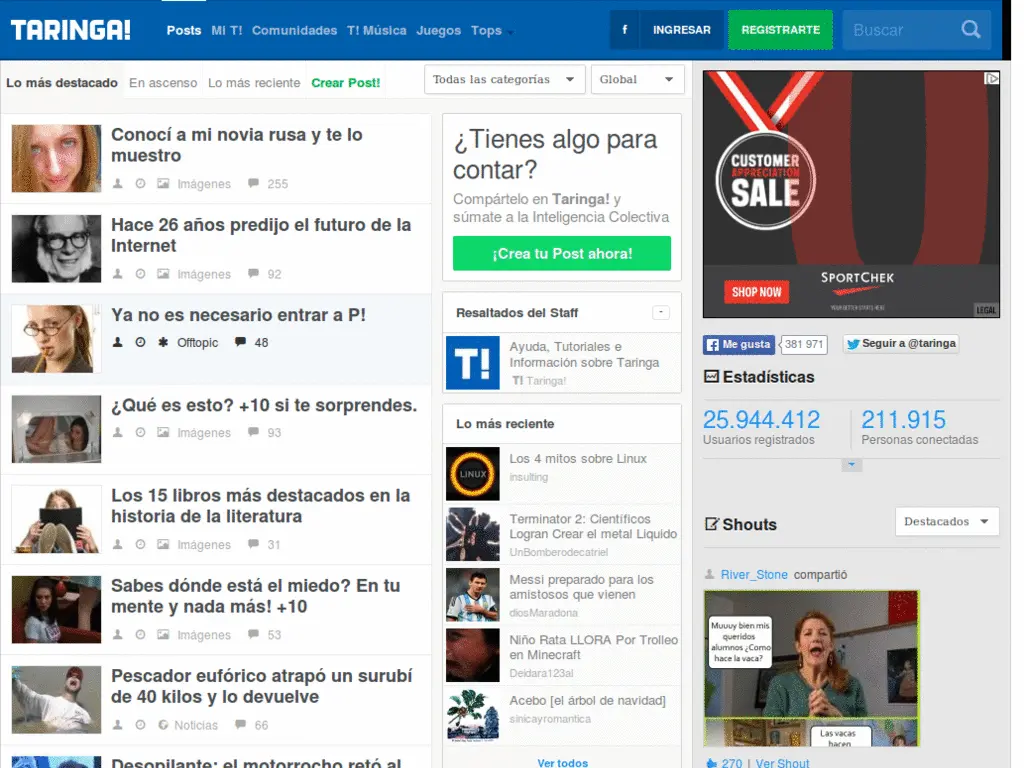 TARINGA!
Posts Mi T! Comunidades T! Música Juegos Tops
f INGRESAR REGISTRARTE Buscar
Lo más destacado En ascenso Lo más reciente Crear Post!
Todas las categorías Global
Conocí a mi novia rusa y te lo
muestro
Imágenes 255
Hace 26 años predijo el futuro de la
Internet
Imágenes 92
Ya no es necesario entrar a P!
Offtopic 48
¿Qué es esto? +10 si te sorprendes.
Imágenes 93
Los 15 libros más destacados en la
historia de la literatura
Imágenes 31
Sabes dónde está el miedo? En tu
mente y nada más! +10
Imágenes 53
Pescador eufórico atrapó un surubí
de 40 kilos y lo devuelve
Noticias 66
Desopilante: el motorrocho retó al
¿Tienes algo para
contar?
Compártelo en Taringa! y
súmate a la Inteligencia Colectiva
¡Crea tu Post ahora!
Resaltados del Staff
-
T!
Ayuda, Tutoriales e
Información sobre Taringa
T! Taringa!
Lo más reciente
LINUX
Los 4 mitos sobre Linux
insulting
Terminator 2: Científicos
Logran Crear el metal Liquido
UnBomberodecatriel
Messi preparado para los
amistosos que vienen
diosMaradona
Niño Rata LLORA Por Trolleo
en Minecraft
Deidara123al
Acebo [el árbol de navidad]
sinicayromantica
Ver todos
CUSTOMER
APPRECIATION
SALE
SHOP NOW
SPORTCHEK
YOUR BETTER STARTS HERE
LEGAL
f Me gusta 381 971 Seguir a @taringa
Estadísticas
25.944.412 211.915
Usuarios registrados Personas conectadas
Shouts
Destacados
River_Stone compartió
Muuuy bien mis
queridos
alumnos ¿Como
hace la vaca?
Las vacas
hacen
270 | Ver Shout